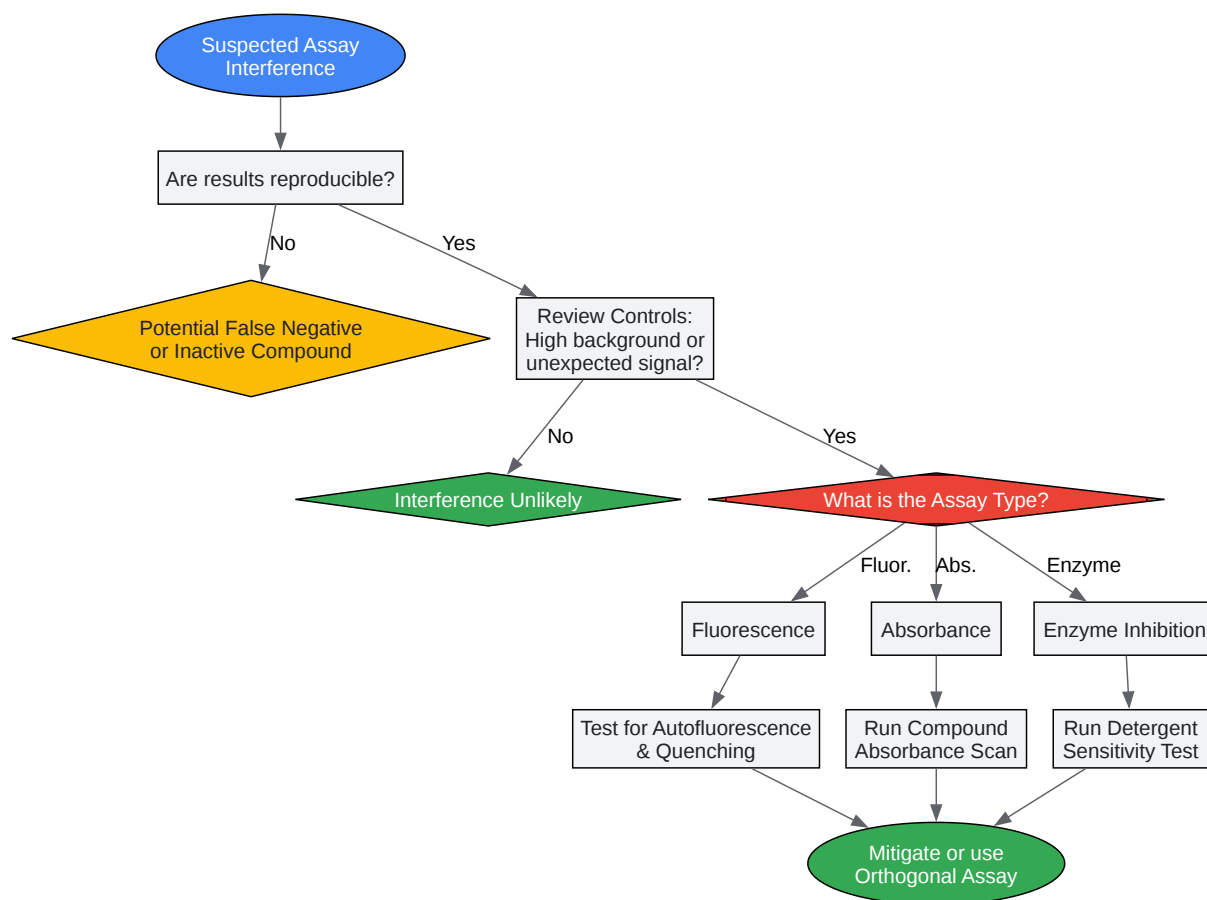 Suspected Assay
Interference
Are results reproducible?
No
Yes
Potential False Negative
or Inactive Compound
Review Controls:
High background or
unexpected signal?
No
Yes
Interference Unlikely
What is the Assay Type?
Fluor.
Abs.
Enzyme
Fluorescence
Absorbance
Enzyme Inhibition
Test for Autofluorescence
& Quenching
Run Compound
Absorbance Scan
Run Detergent
Sensitivity Test
Mitigate or use
Orthogonal Assay